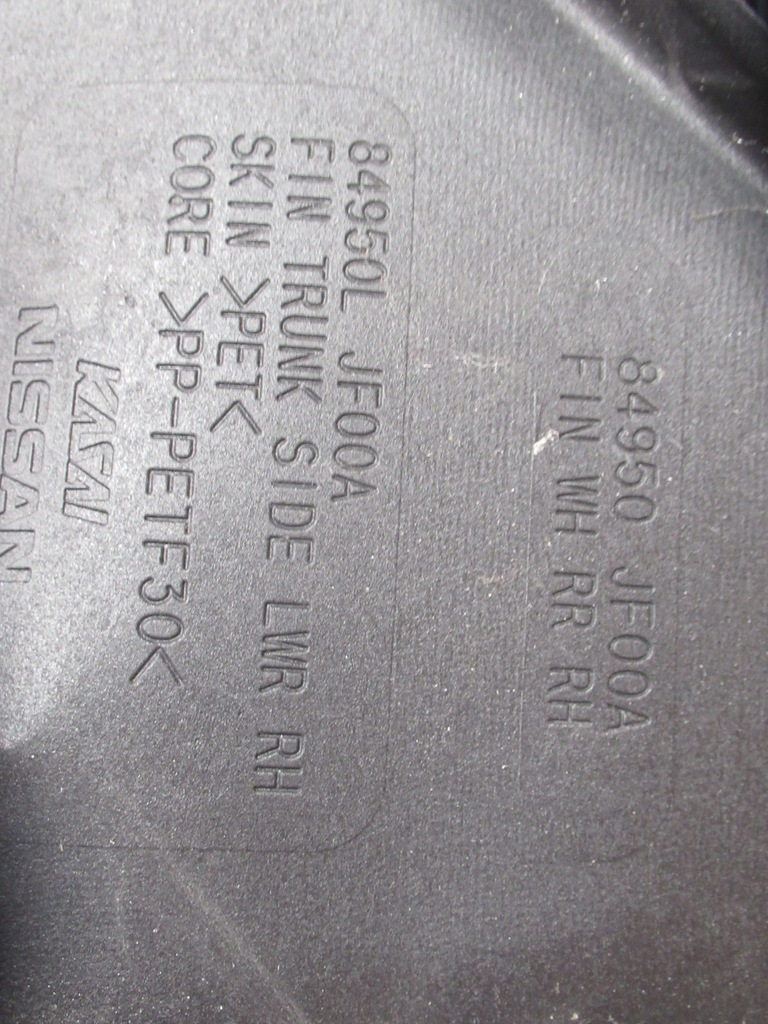 84950 JF00A
FIN WH RR RH
84950L JF00A
FIN TRUNK SIDE LWR RH
SKIN >PET<
CORE >PP-PETF30<
KASAI
NISSAN